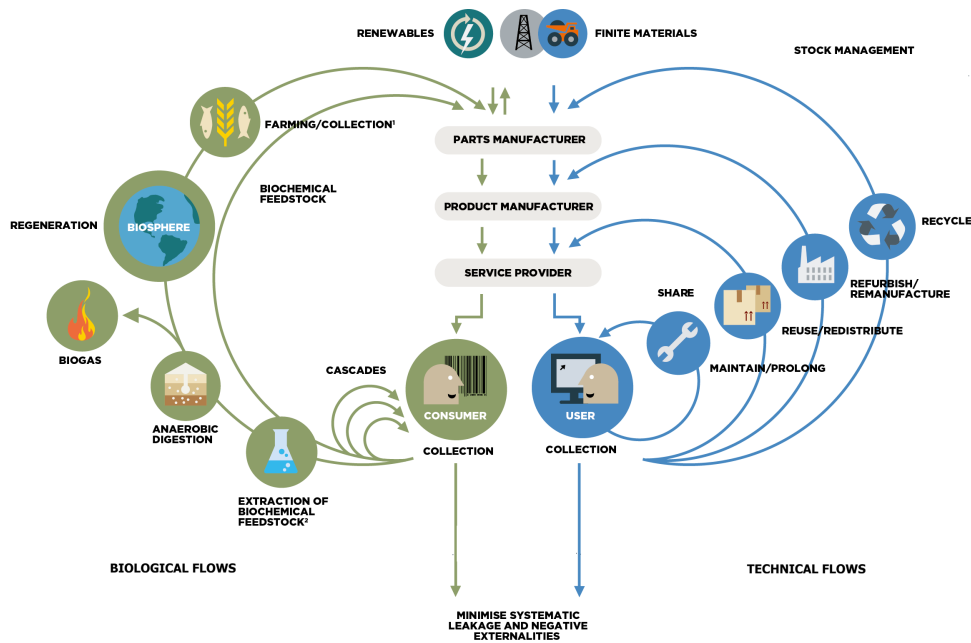 RENEWABLES
FINITE MATERIALS
STOCK MANAGEMENT
FARMING/COLLECTION¹
PARTS MANUFACTURER
BIOCHEMICAL
FEEDSTOCK
PRODUCT MANUFACTURER
REGENERATION
BIOSPHERE
RECYCLE
SERVICE PROVIDER
SHARE
REFURBISH/
REMANUFACTURE
REUSE/REDISTRIBUTE
BIOGAS
MAINTAIN/PROLONG
CASCADES
ANAEROBIC
DIGESTION
CONSUMER
USER
COLLECTION
COLLECTION
EXTRACTION OF
BIOCHEMICAL
FEEDSTOCK²
BIOLOGICAL FLOWS
TECHNICAL FLOWS
MINIMISE SYSTEMATIC
LEAKAGE AND NEGATIVE
EXTERNALITIES